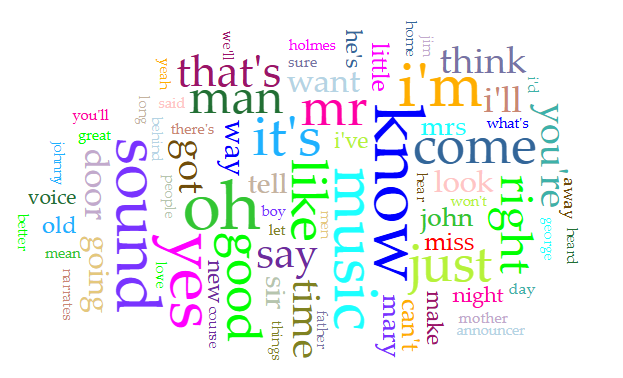 home
jim
we'll
holmes
he's
little
yeah
that's
sure
want
i'm
think
i'd
said
man
mr
i'll
you'll
long
behind
there's
way
it's
i've
know
mrs
what's
you're
great
johnny
door
sound
got
come
voice
people
oh
tell
like
music
hear
look
right
away
heard
old
boy
let
men
john
won't
george
better
mean
going
yes
good
say
miss
just
narrates
love
new
couse
sir
things
time
father
mary
can't
make
night
day
mother
announcer